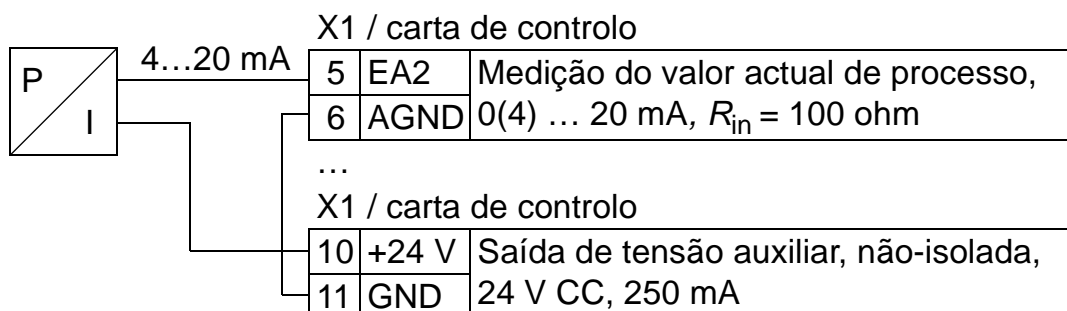 X1 / carta de controlo
P
I
4…20 mA
5 EA2 Medição do valor actual de processo,
6 AGND 0(4) … 20 mA, Rin = 100 ohm
…
X1 / carta de controlo
10 +24 V Saída de tensão auxiliar, não-isolada,
11 GND 24 V CC, 250 mA